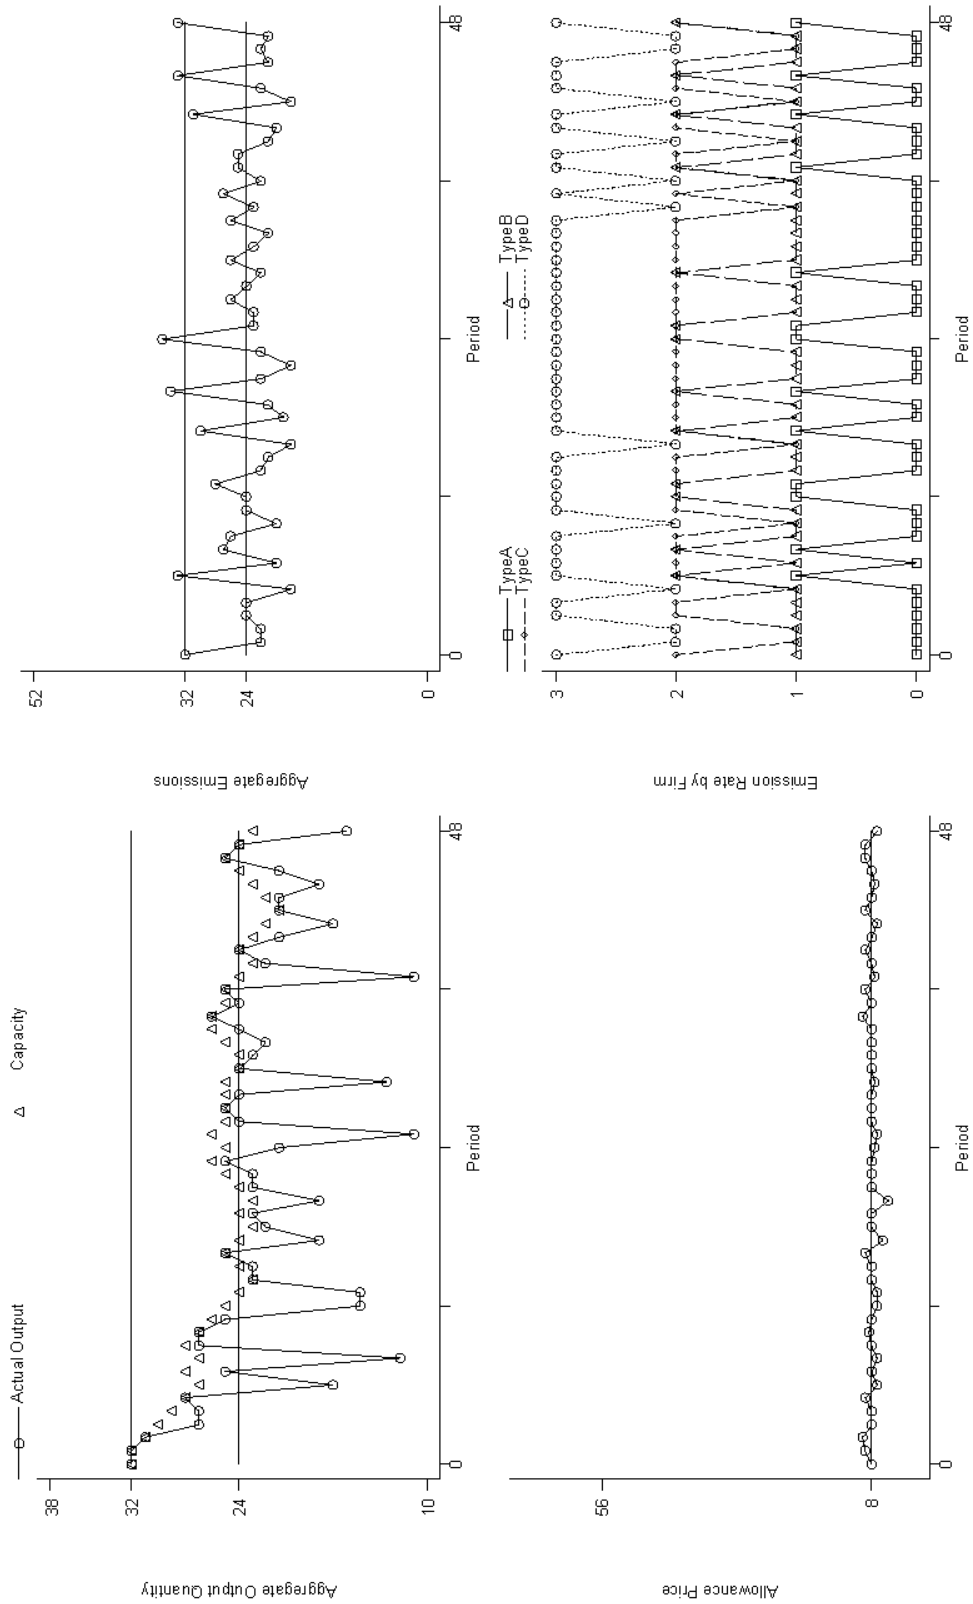 Actual Output
Capacity
Aggregate Output Quantity
38
32
24
10
0
48
Period
Aggregate Emissions
52
32
24
0
0
48
Period
Allowance Price
56
8
0
48
Period
TypeA
TypeB
TypeC
TypeD
Emission Rate by Firm
3
2
1
0
0
48
Period